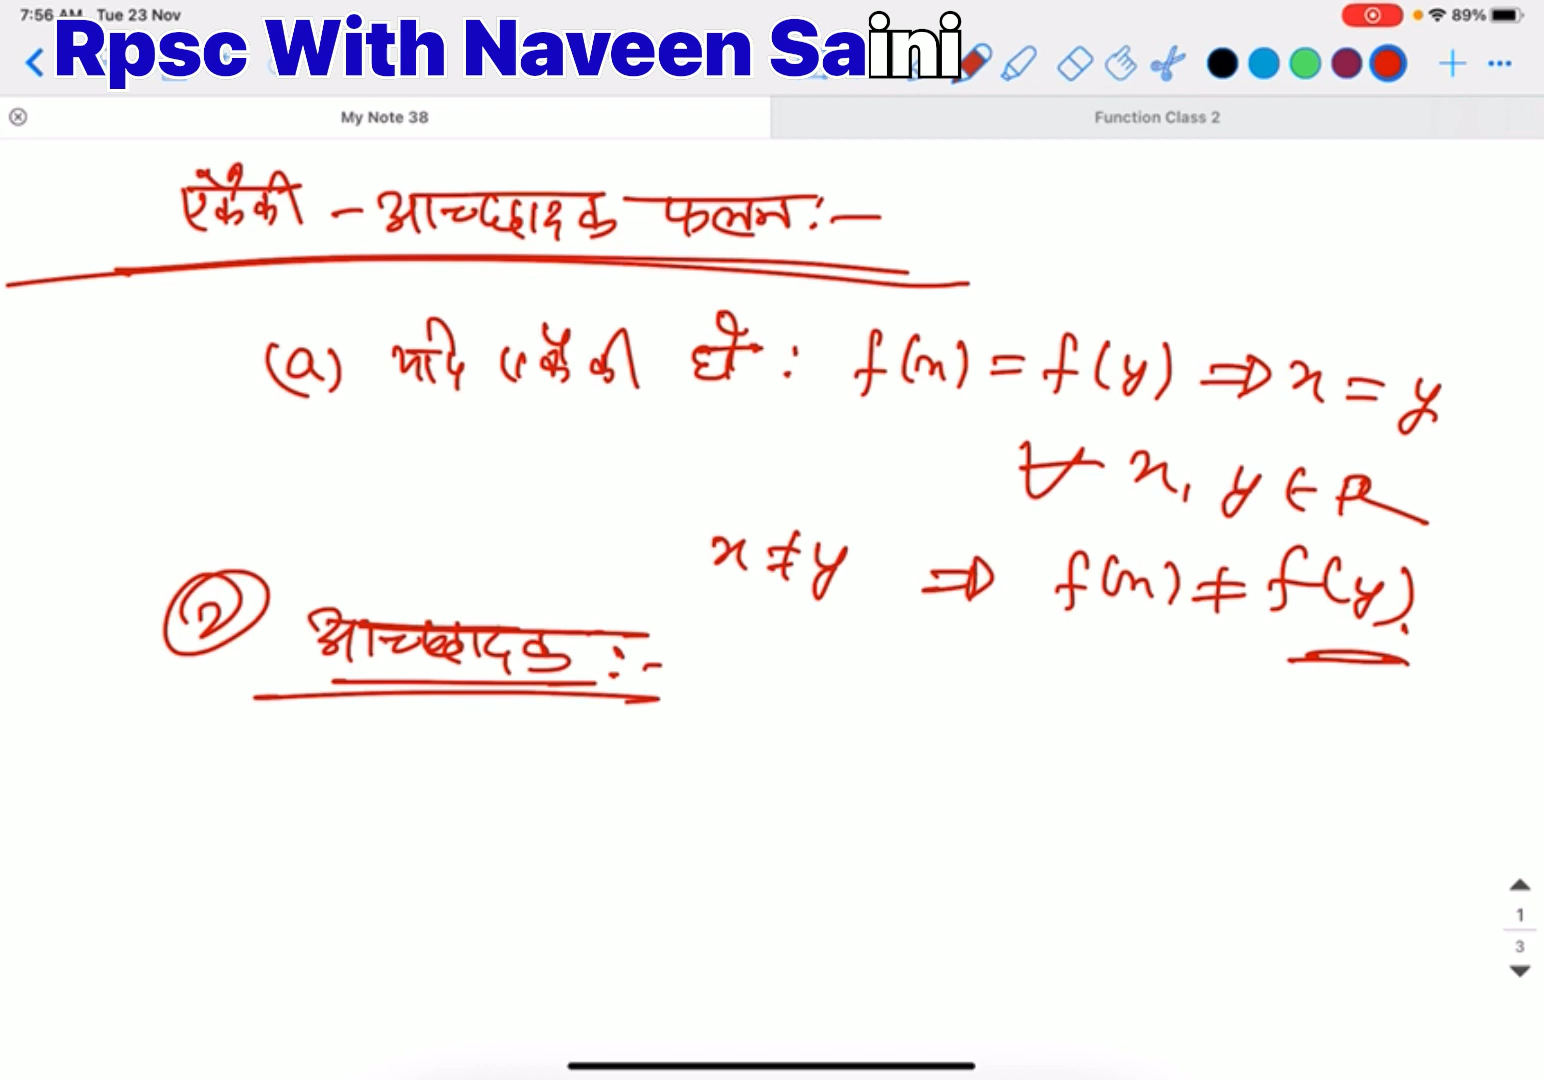 7:56 AM Tue 23 Nov
89%
Rpsc With Naveen Saini
My Note 38
Function Class 2
एकैकी - आच्छादक फलन :-
(a) यदि एकैकी हो : f(x) = f(y) ⇒ x = y
∀ x, y ∈ R
x ≠ y ⇒ f(x) ≠ f(y).
② आच्छादक :-
1
3